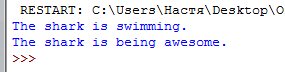 RESTART: C:\Users\Настя\Desktop\O
The shark is swimming.
The shark is being awesome.
>>>